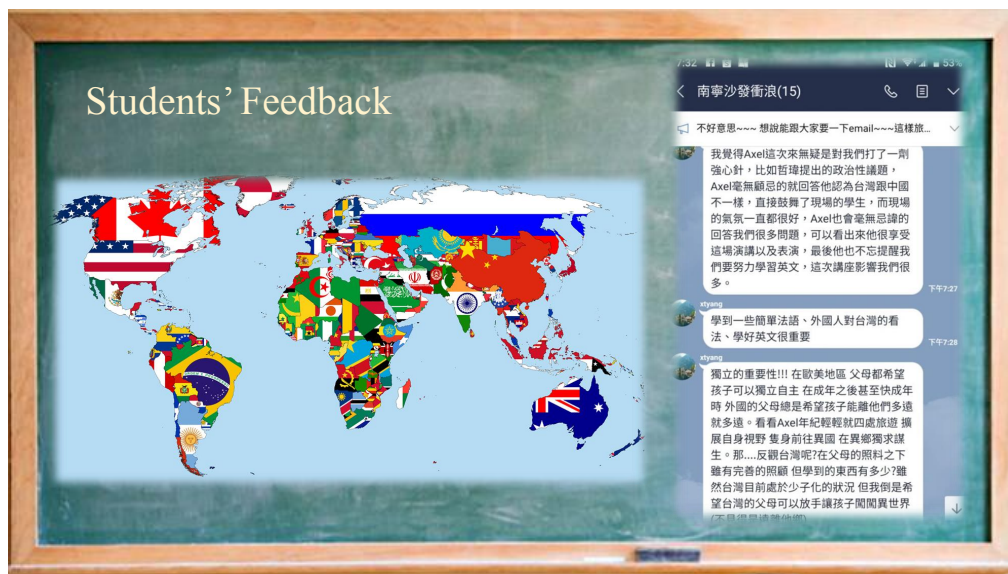 Students’ Feedback
7:32
53%
南寧沙發衝浪(15)
不好意思~~~ 想說能跟大家要一下email~~~這樣旅...
我覺得Axel這次來無疑是對我們打了一劑
強心針，比如哲瑋提出的政治性議題，
Axel毫無顧忌的就回答他認為台灣跟中國
不一樣，直接鼓舞了現場的學生，而現場
的氣氛一直都很好，Axel也會毫無忌諱的
回答我們很多問題，可以看出來他很享受
這場演講以及表演，最後他也不忘提醒我
們要努力學習英文，這次講座影響我們很
多。
下午7:27
xtyang
學到一些簡單法語、外國人對台灣的看
法、學好英文很重要
下午7:28
xtyang
獨立的重要性!!! 在歐美地區 父母都希望
孩子可以獨立自主 在成年之後甚至快成年
時 外國的父母總是希望孩子能離他們多遠
就多遠。看看Axel年紀輕輕就四處旅遊 擴
展自身視野 隻身前往異國 在異鄉獨求謀
生。那....反觀台灣呢?在父母的照料之下
雖有完善的照顧 但學到的東西有多少?雖
然台灣目前處於少子化的狀況 但我倒是希
望台灣的父母可以放手讓孩子闖闖異世界